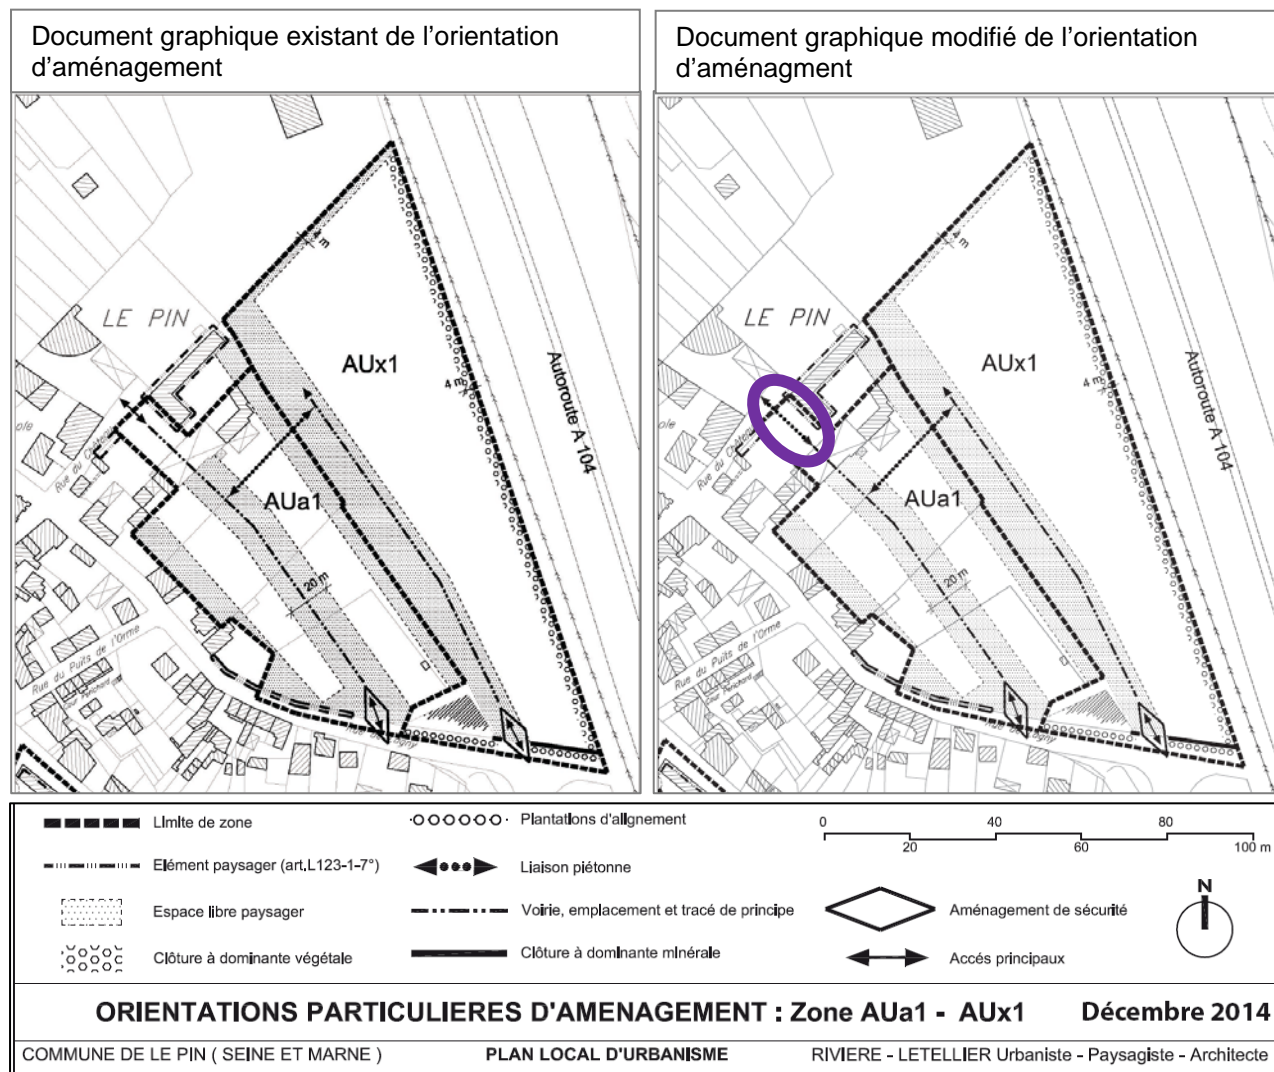 Document graphique existant de l’orientation
d’aménagement
Document graphique modifié de l’orientation
d’aménagment
LE PIN
AUx1
AUa1
4 m
4 m
20 m
Autoroute A 104
Rue du Château
Rue du Puits de l'Orme
LE PIN
AUx1
AUa1
4 m
4 m
20 m
Autoroute A 104
Rue du Puits de l'Orme
Limite de zone
Elément paysager (art.L123-1-7°)
Espace libre paysager
Clôture à dominante végétale
Plantations d'alignement
Liaison piétonne
Voirie, emplacement et tracé de principe
Clôture à dominante minérale
0 40 80
20 60 100 m
Aménagement de sécurité
Accés principaux
N
ORIENTATIONS PARTICULIERES D'AMENAGEMENT : Zone AUa1 - AUx1 Décembre 2014
COMMUNE DE LE PIN ( SEINE ET MARNE ) PLAN LOCAL D'URBANISME RIVIERE - LETELLIER Urbaniste - Paysagiste - Architecte